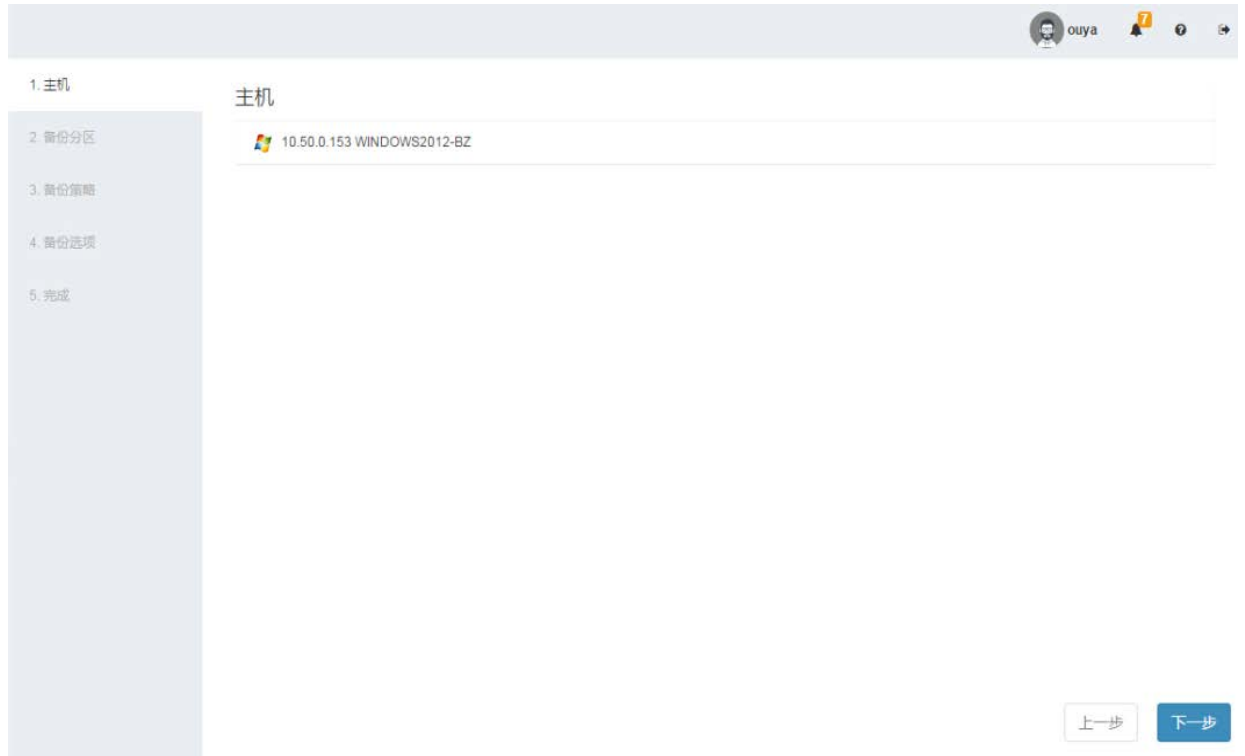 ouya 7
1. 主机
2. 备份分区
3. 备份策略
4. 备份选项
5. 完成
主机
10.50.0.153 WINDOWS2012-BZ
上一步 下一步